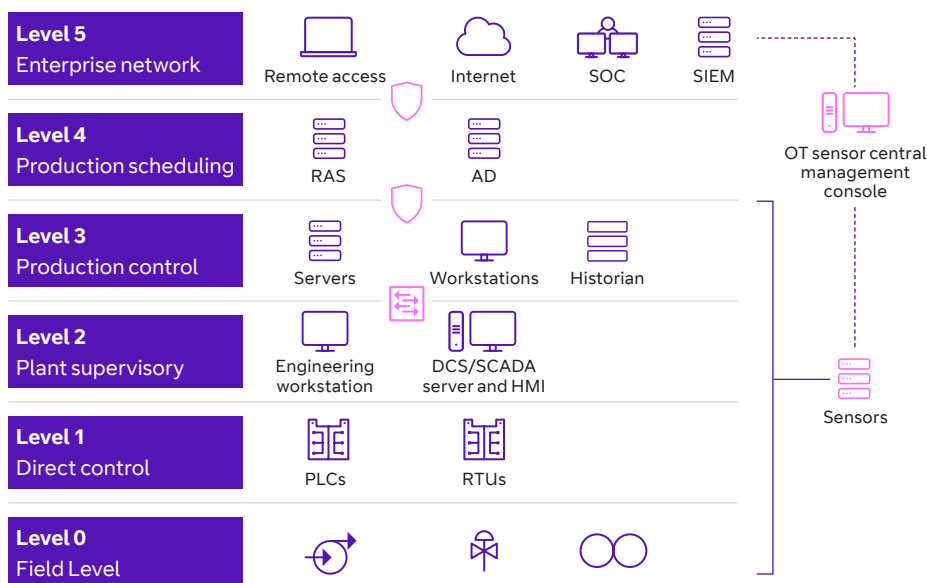 Level 5
Enterprise network
Remote access
Internet
SOC
SIEM
Level 4
Production scheduling
RAS
AD
OT sensor central
management
console
Level 3
Production control
Servers
Workstations
Historian
Level 2
Plant supervisory
Engineering
workstation
DCS/SCADA
server and HMI
Sensors
Level 1
Direct control
PLCs
RTUs
Level 0
Field Level